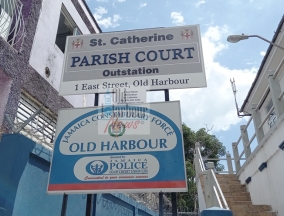 St. Catherine
PARISH COURT
Outstation
1 East Street, Old Harbour
JAMAICA CONSTABULARY FORCE
OLD HARBOUR
JAMAICA
POLICE